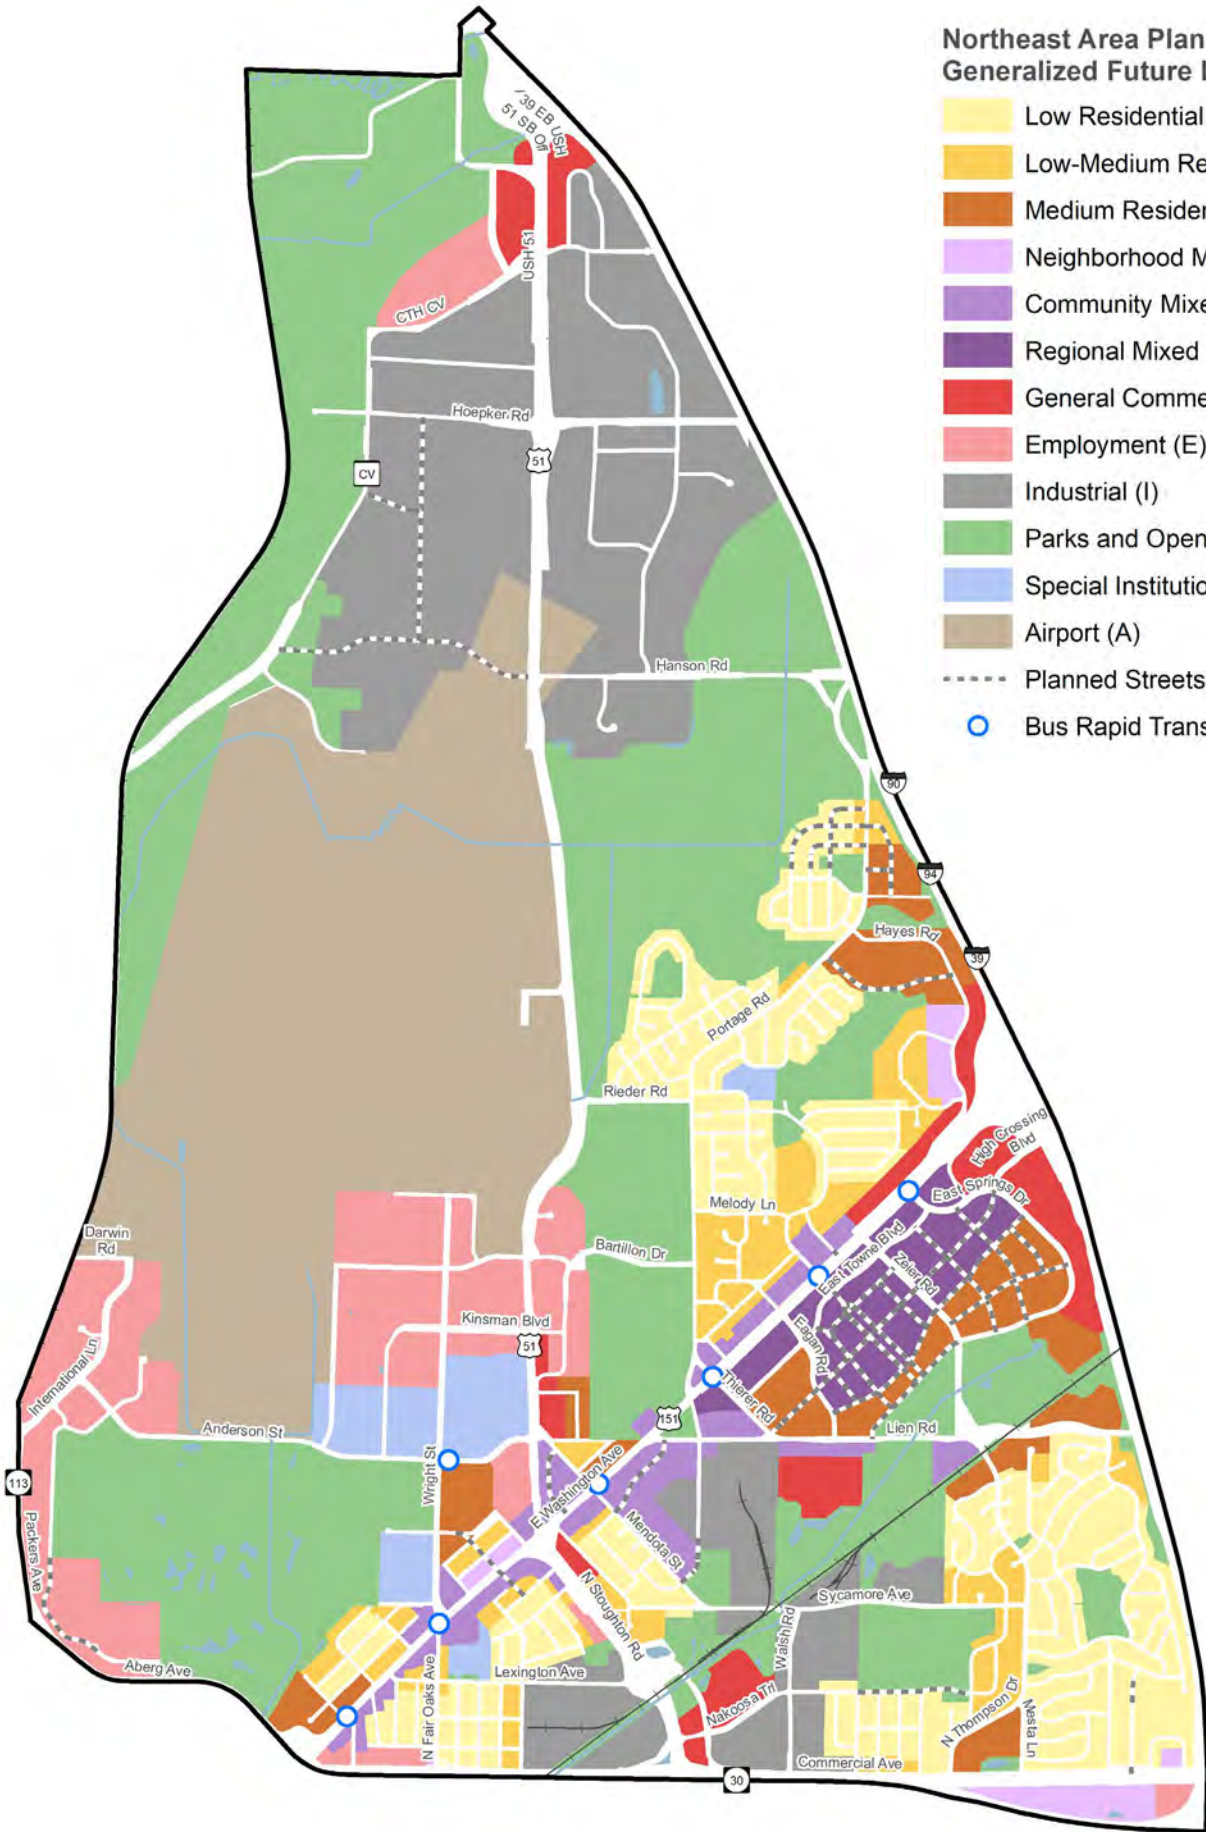 Northeast Area Plan
Generalized Future L
Low Residential
Low-Medium Re
Medium Residen
Neighborhood M
Community Mixe
Regional Mixed
General Comme
Employment (E)
Industrial (I)
Parks and Open
Special Institutio
Airport (A)
Planned Streets
Bus Rapid Trans
39 EB USH
51 SB Off
USH 51
CTH CV
Hoepker Rd
51
CV
Hanson Rd
90
94
Hayes Rd
39
Portage Rd
Rieder Rd
High Crossing
Blvd
East Springs Dr
Melody Ln
Darwin
Rd
Bartillon Dr
East Towne Blvd
Zeier Rd
Kinsman Blvd
51
Eagan Rd
International Ln
Thierer Rd
151
Anderson St
Lien Rd
Wright St
113
E Washington Ave
Packers Ave
Mendota St
N Stoughton Rd
Sycamore Ave
Walsh Rd
Aberg Ave
Lexington Ave
N Fair Oaks Ave
Nakoosa Trl
N Thompson Dr
Mesta Ln
Commercial Ave
30